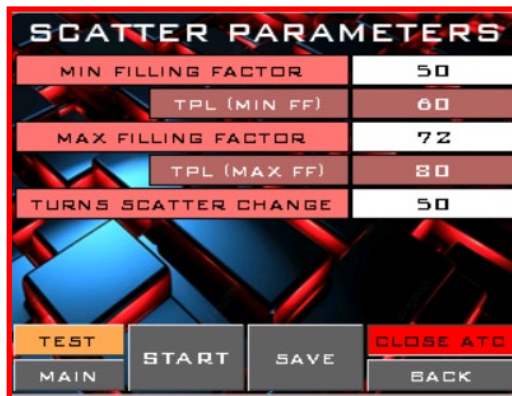 SCATTER PARAMETERS
MIN FILLING FACTOR 50
TPL (MIN FF) 60
MAX FILLING FACTOR 72
TPL (MAX FF) 80
TURNS SCATTER CHANGE 50
TEST START SAVE CLOSE ATC
MAIN BACK